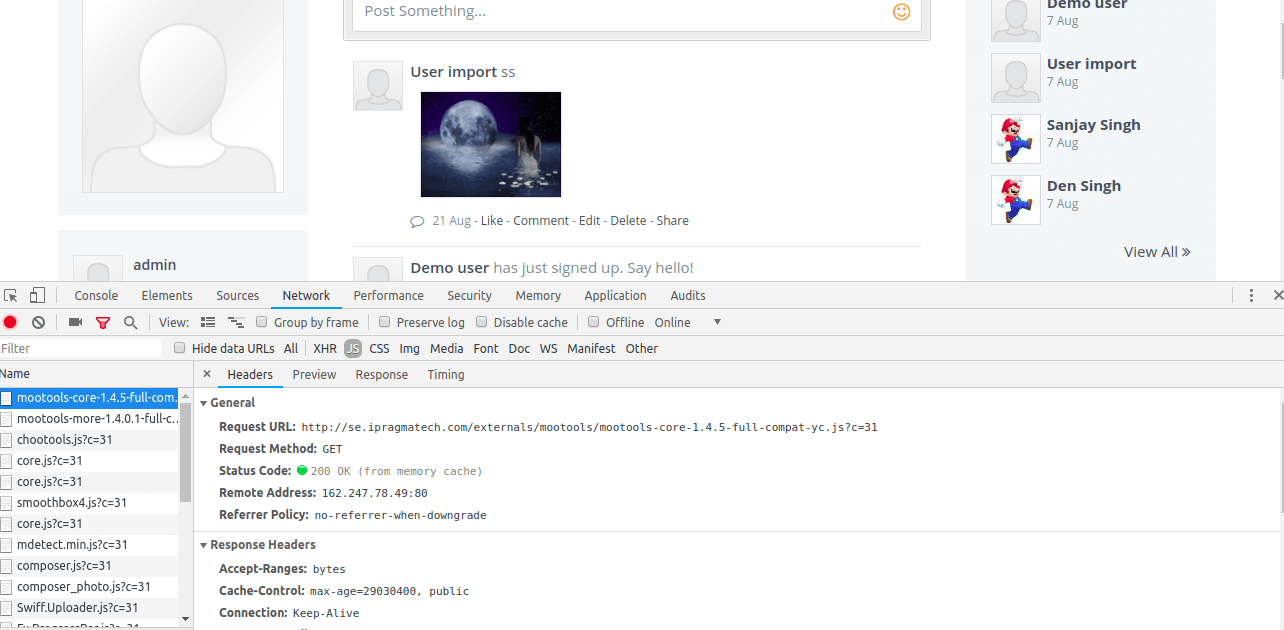 Post Something...
User import ss
21 Aug - Like - Comment - Edit - Delete - Share
Demo user has just signed up. Say hello!
admin
Demo user
7 Aug
User import
7 Aug
Sanjay Singh
7 Aug
Den Singh
7 Aug
View All »
Console Elements Sources Network Performance Security Memory Application Audits
View: Group by frame Preserve log Disable cache Offline Online
Filter Hide data URLs All XHR JS CSS Img Media Font Doc WS Manifest Other
Name
mootools-core-1.4.5-full-com...
mootools-more-1.4.0.1-full-c...
chootools.js?c=31
core.js?c=31
core.js?c=31
smoothbox4.js?c=31
core.js?c=31
mdetect.min.js?c=31
composer.js?c=31
composer_photo.js?c=31
Swiff.Uploader.js?c=31
× Headers Preview Response Timing
General
Request URL: http://se.ipragmatech.com/externals/mootools/mootools-core-1.4.5-full-compat-yc.js?c=31
Request Method: GET
Status Code: 200 OK (from memory cache)
Remote Address: 162.247.78.49:80
Referrer Policy: no-referrer-when-downgrade
Response Headers
Accept-Ranges: bytes
Cache-Control: max-age=29030400, public
Connection: Keep-Alive